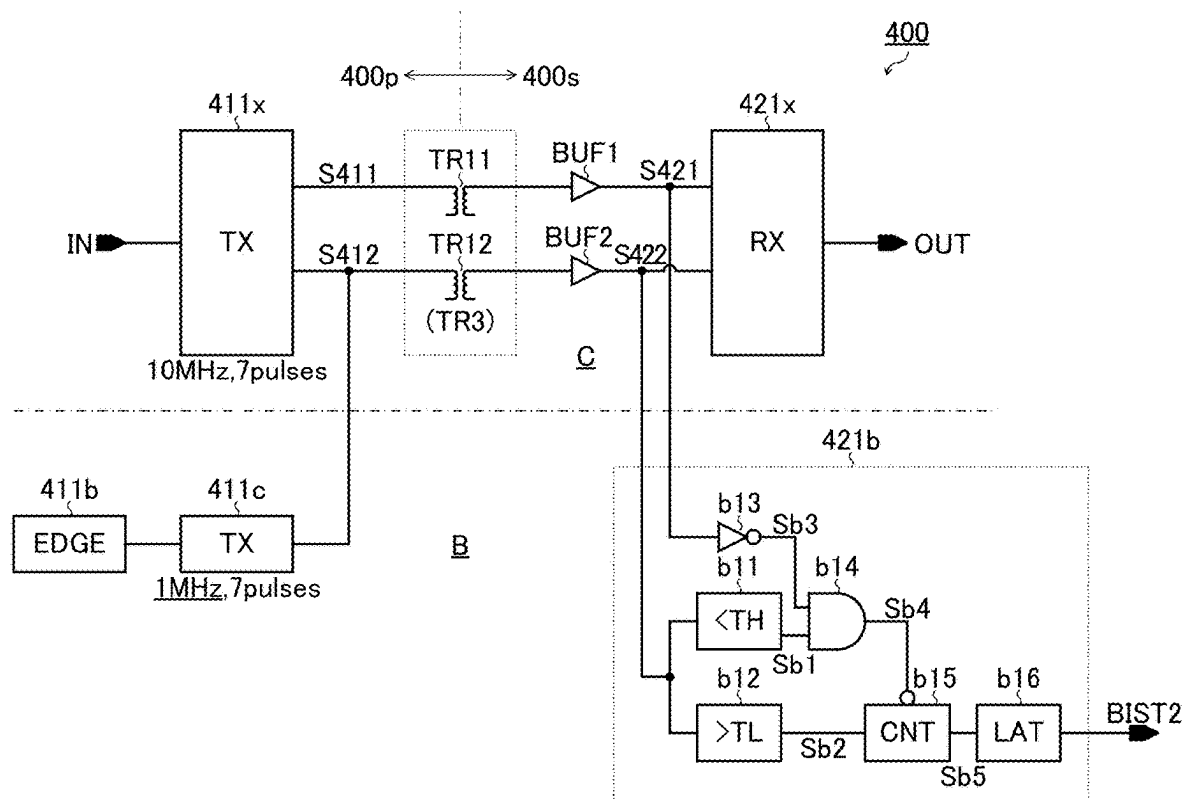 400
400p
400s
411x
421x
TR11
BUF1
S411
S421
IN
TX
TR12
BUF2
RX
OUT
S412
S422
(TR3)
10MHz,7pulses
C
421b
411b
411c
b13
Sb3
EDGE
TX
B
b11
b14
1MHz,7pulses
<TH
Sb4
Sb1
b12
b15
b16
BIST2
>TL
CNT
LAT
Sb2
Sb5